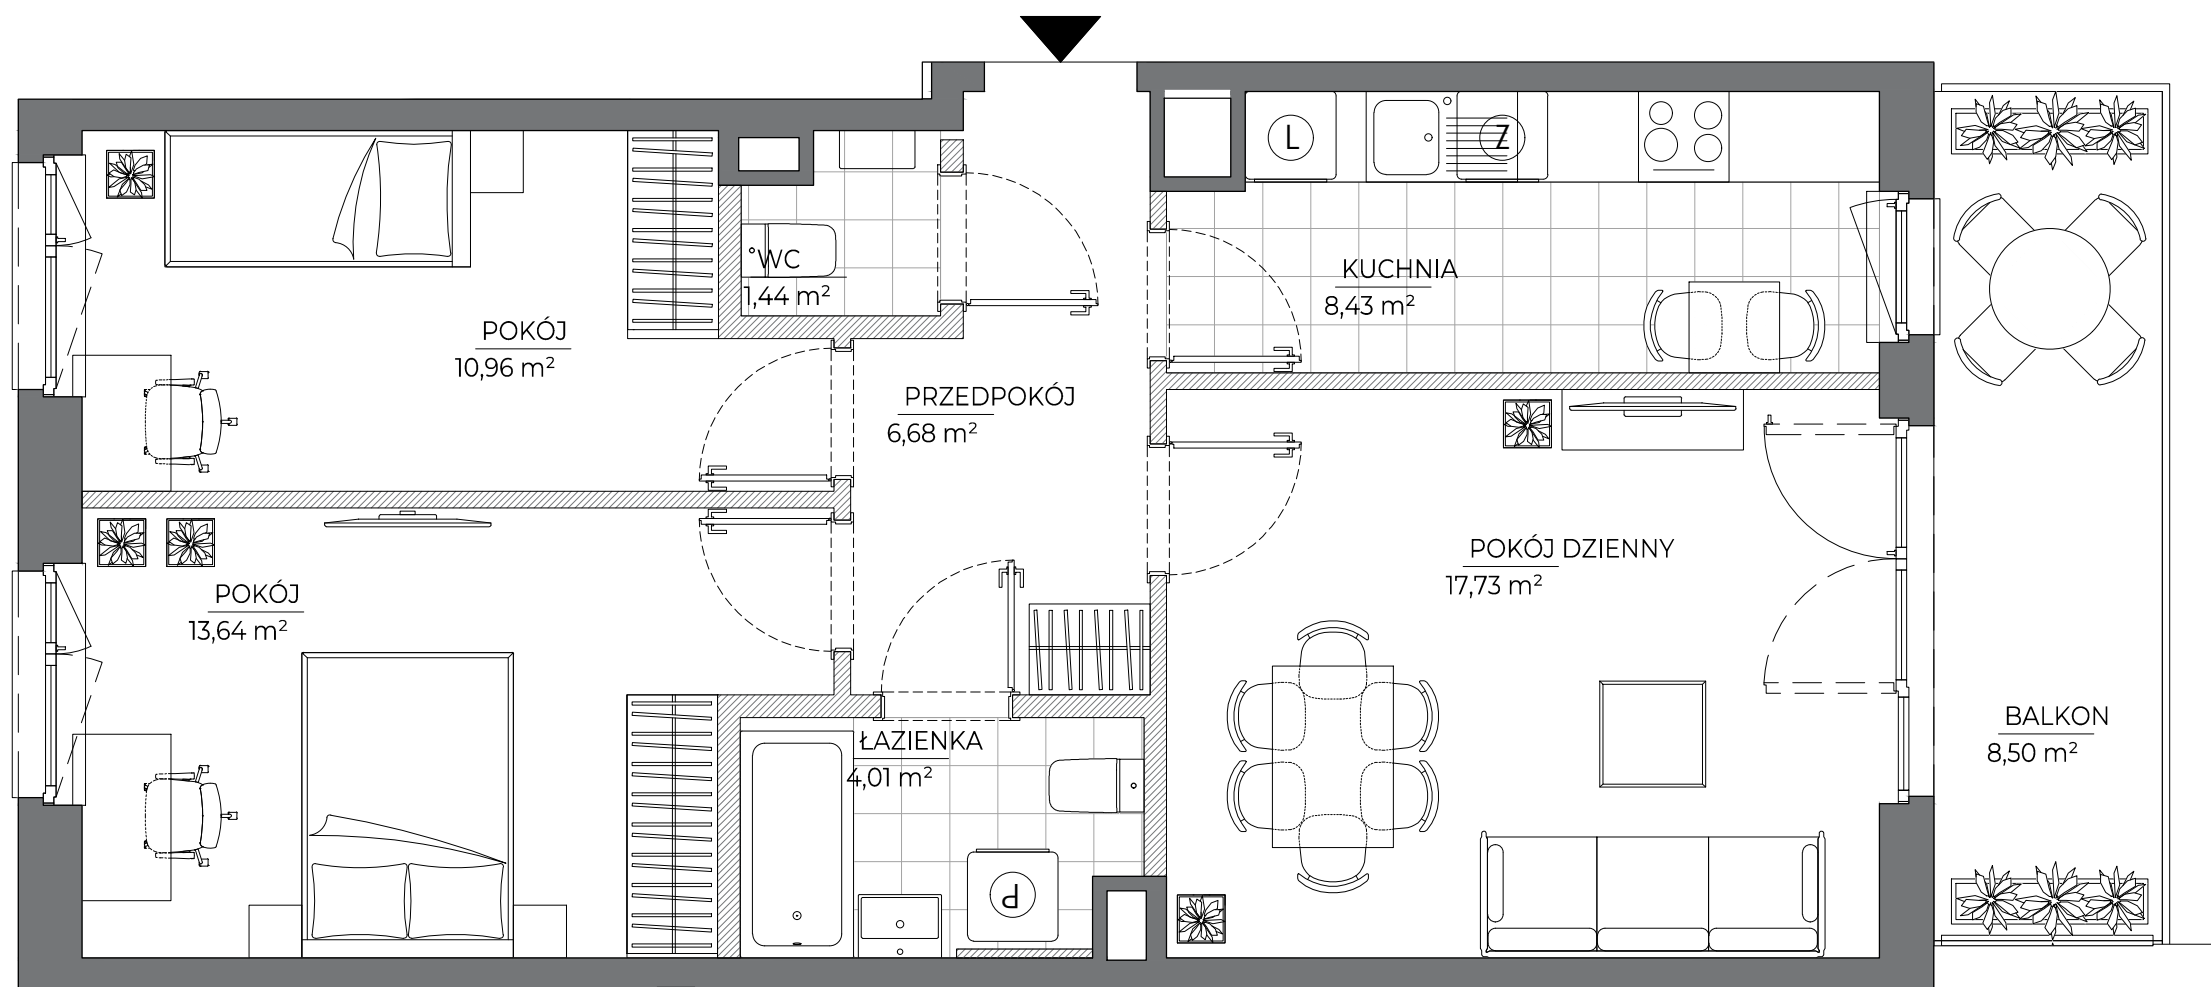 L
Z
WC
1,44 m²
KUCHNIA
8,43 m²
POKÓJ
10,96 m²
PRZEDPOKÓJ
6,68 m²
POKÓJ DZIENNY
17,73 m²
POKÓJ
13,64 m²
BALKON
8,50 m²
ŁAZIENKA
4,01 m²
P